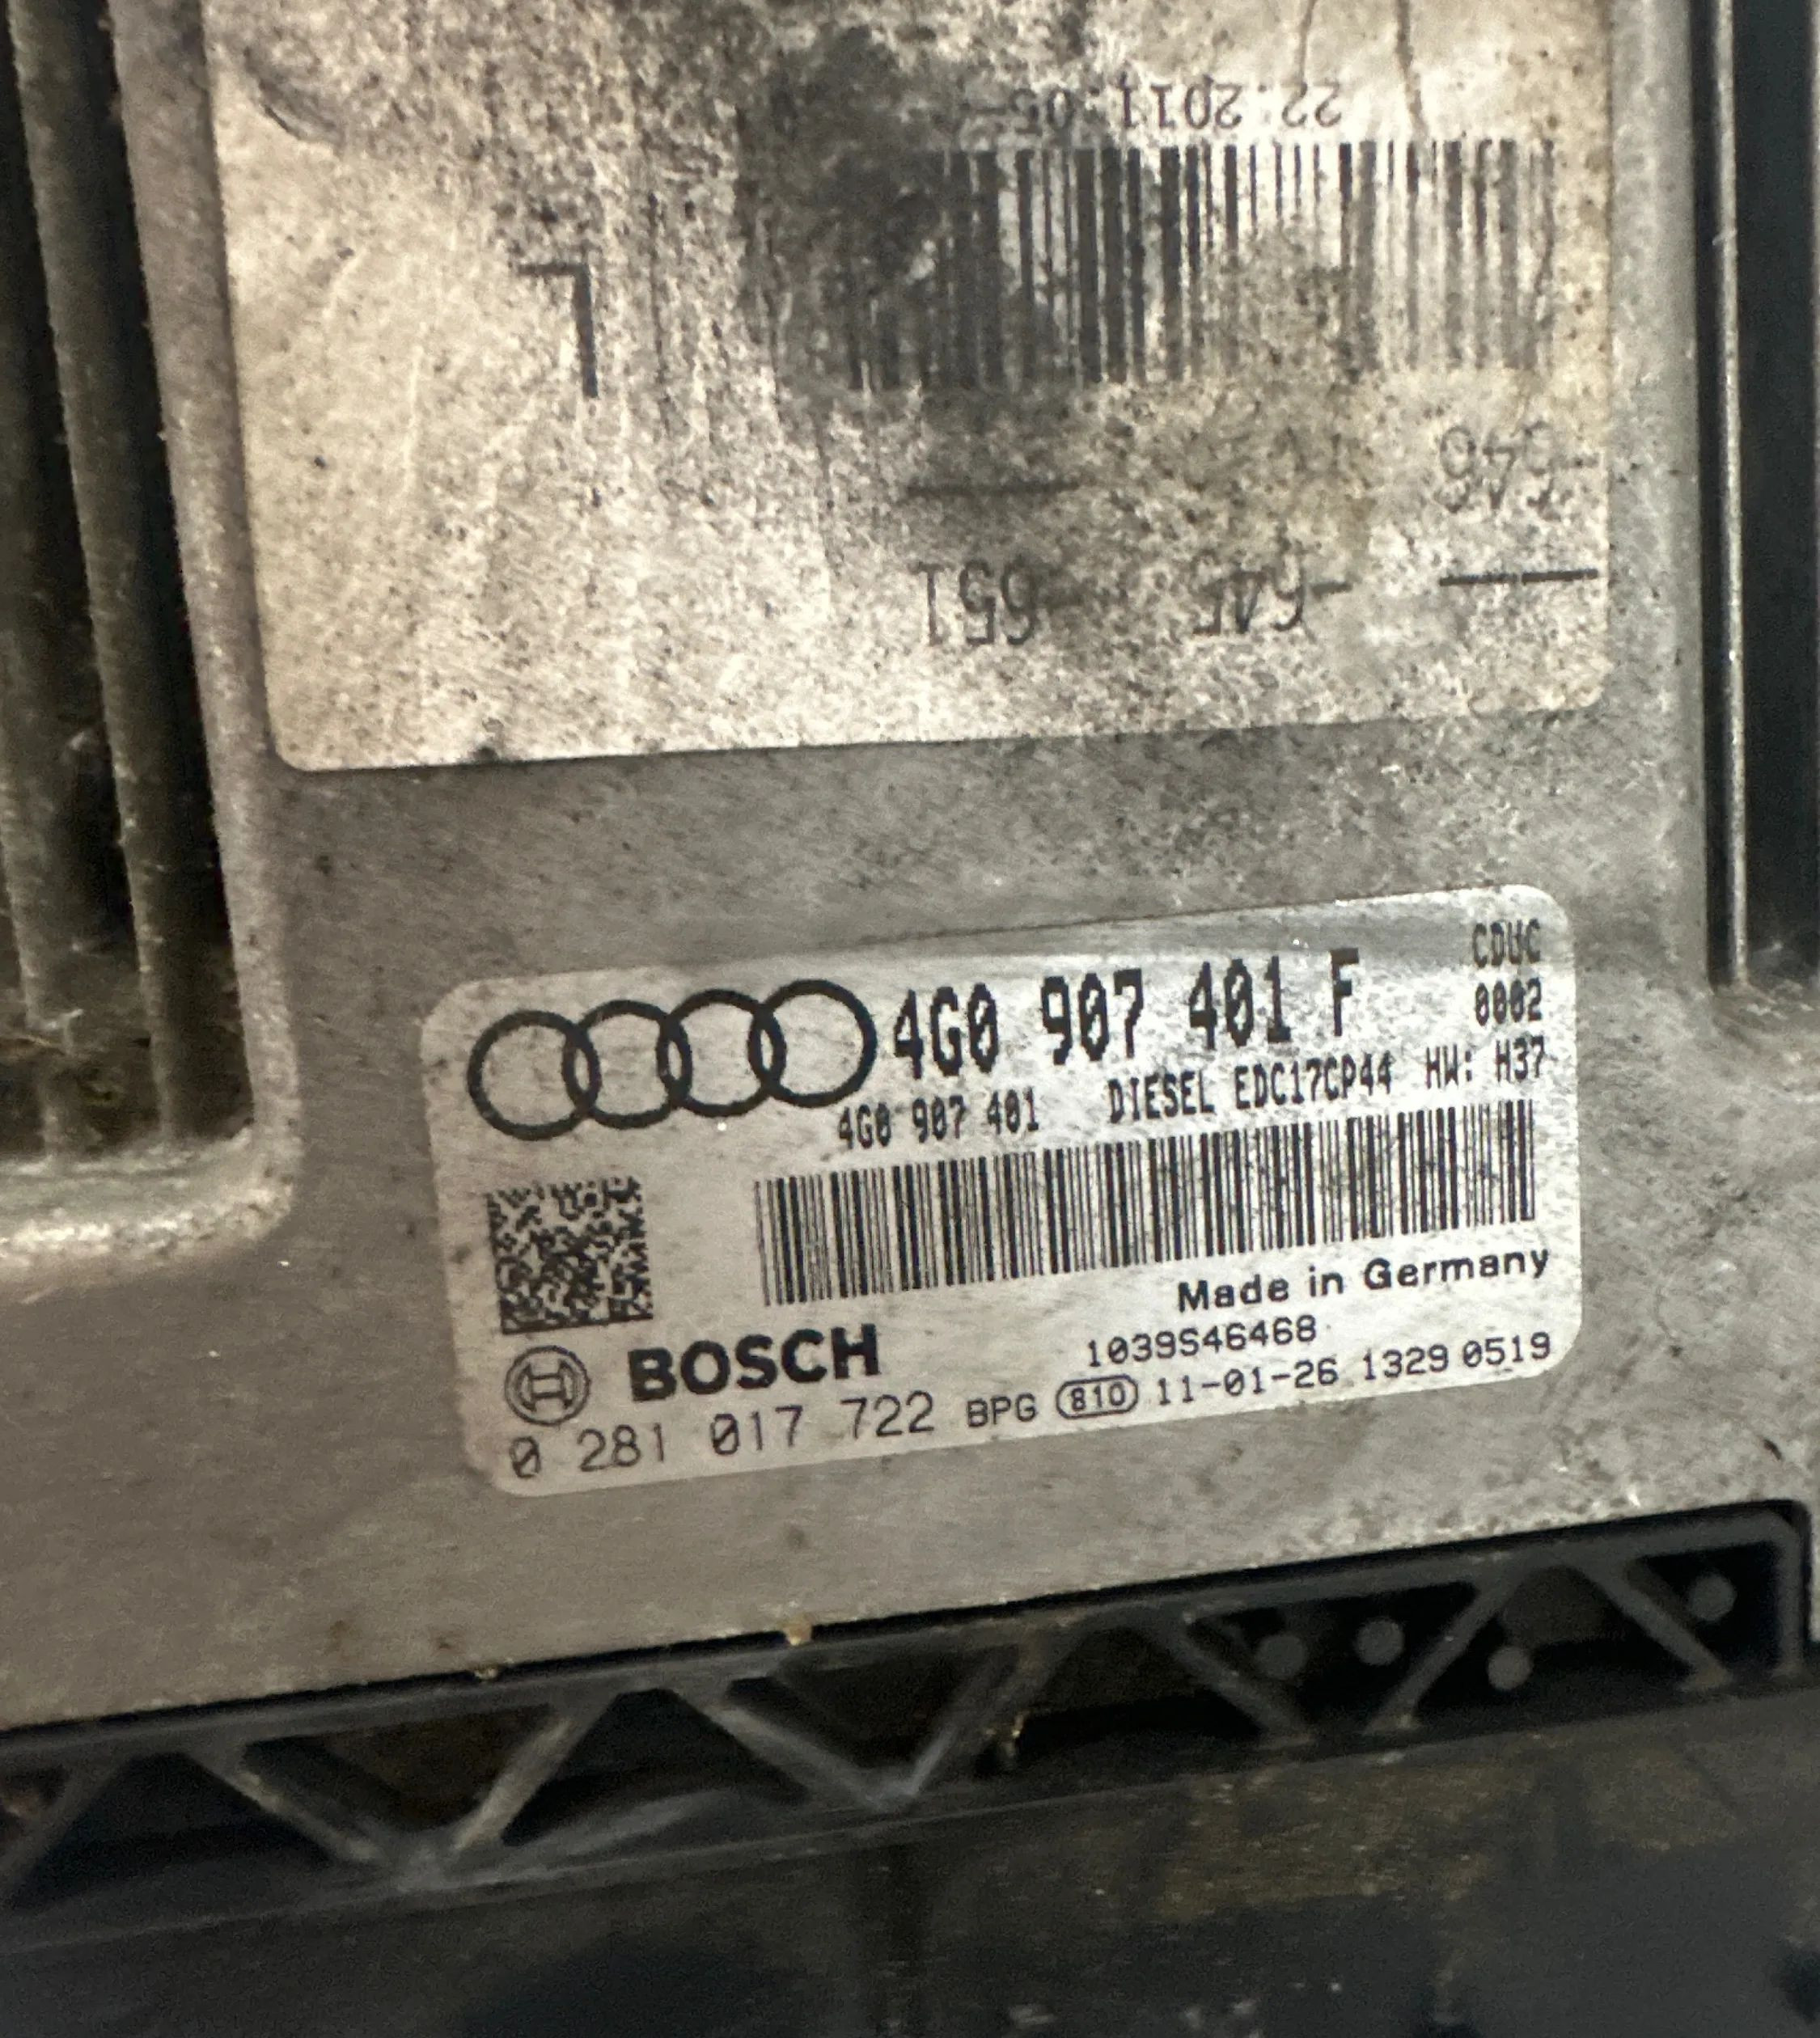 22.2011 05
646
-645 -651
L
4G0 907 401 F
CDUC
0002
4G0 907 401 DIESEL EDC17CP44 HW: H37
Made in Germany
BOSCH
1039S46468
0 281 017 722 BPG 810 11-01-26 1329 0519